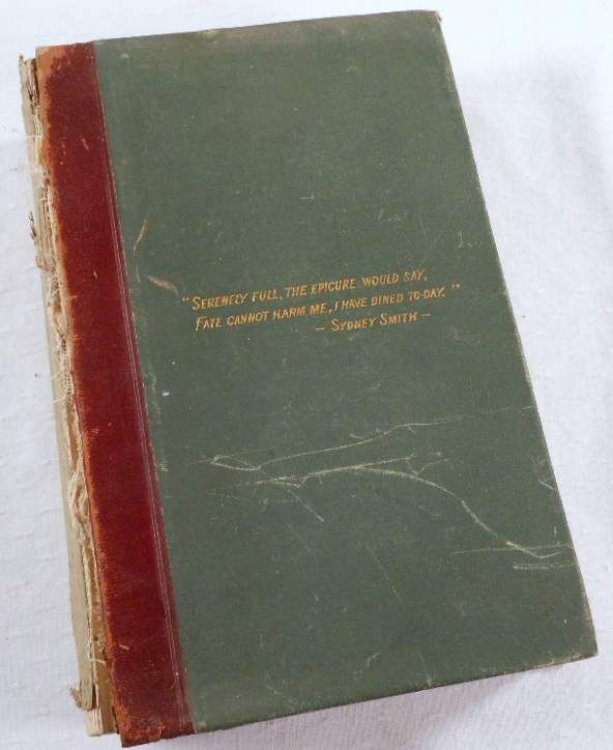 "SERENELY FULL, THE EPICURE WOULD SAY,
FATE CANNOT HARM ME, I HAVE DINED TO-DAY."
— SYDNEY SMITH —